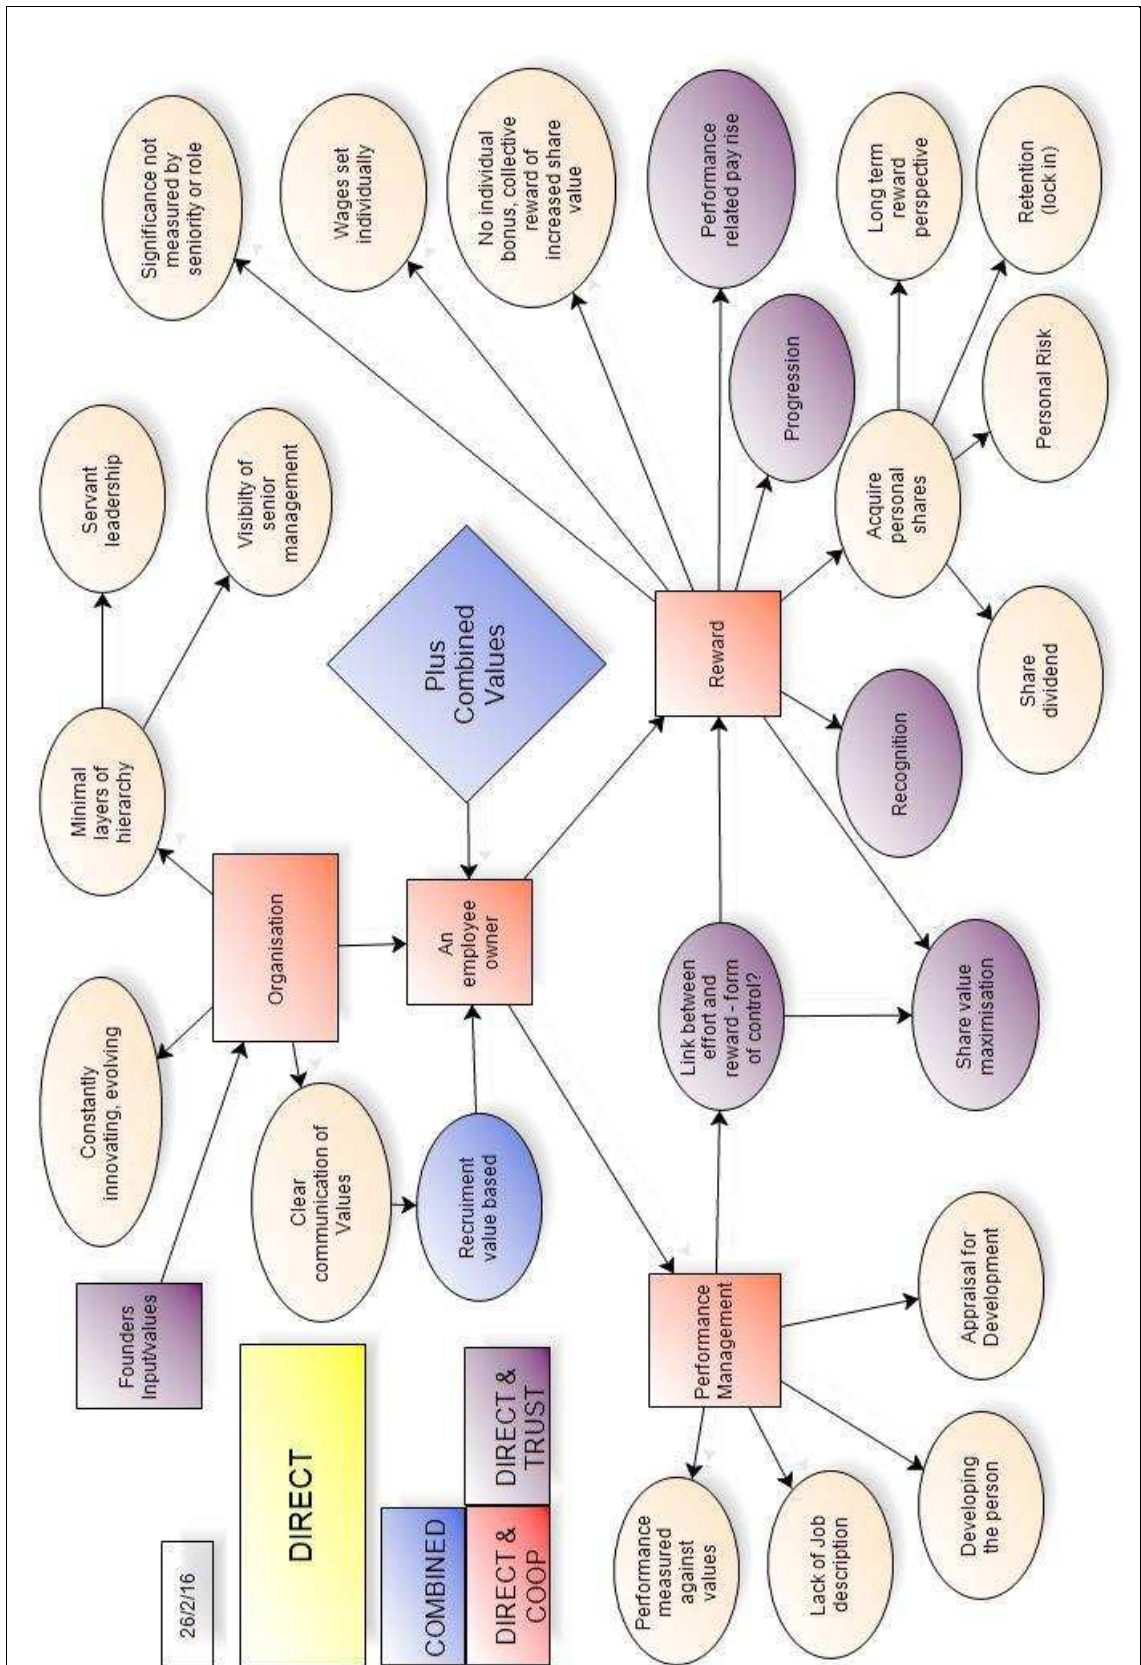 26/2/16
DIRECT
COMBINED
DIRECT &
COOP
DIRECT &
TRUST
Founders
Input/values
Constantly
innovating, evolving
Minimal
layers of
hierarchy
Servant
leadership
Visibilty of
senior
management
Organisation
Clear
communication of
Values
Recruiment
value based
An
employee
owner
Plus
Combined
Values
Significance not
measured by
seniority or role
Wages set
individually
No individual
bonus, collective
reward of
increased share
value
Performance
related pay rise
Progression
Reward
Acquire
personal
shares
Long term
reward
perspective
Retention
(lock in)
Personal Risk
Share
dividend
Recognition
Link between
effort and
reward - form
of control?
Share value
maximisation
Performance
Management
Performance
measured
against
values
Lack of Job
description
Developing
the person
Appraisal for
Development